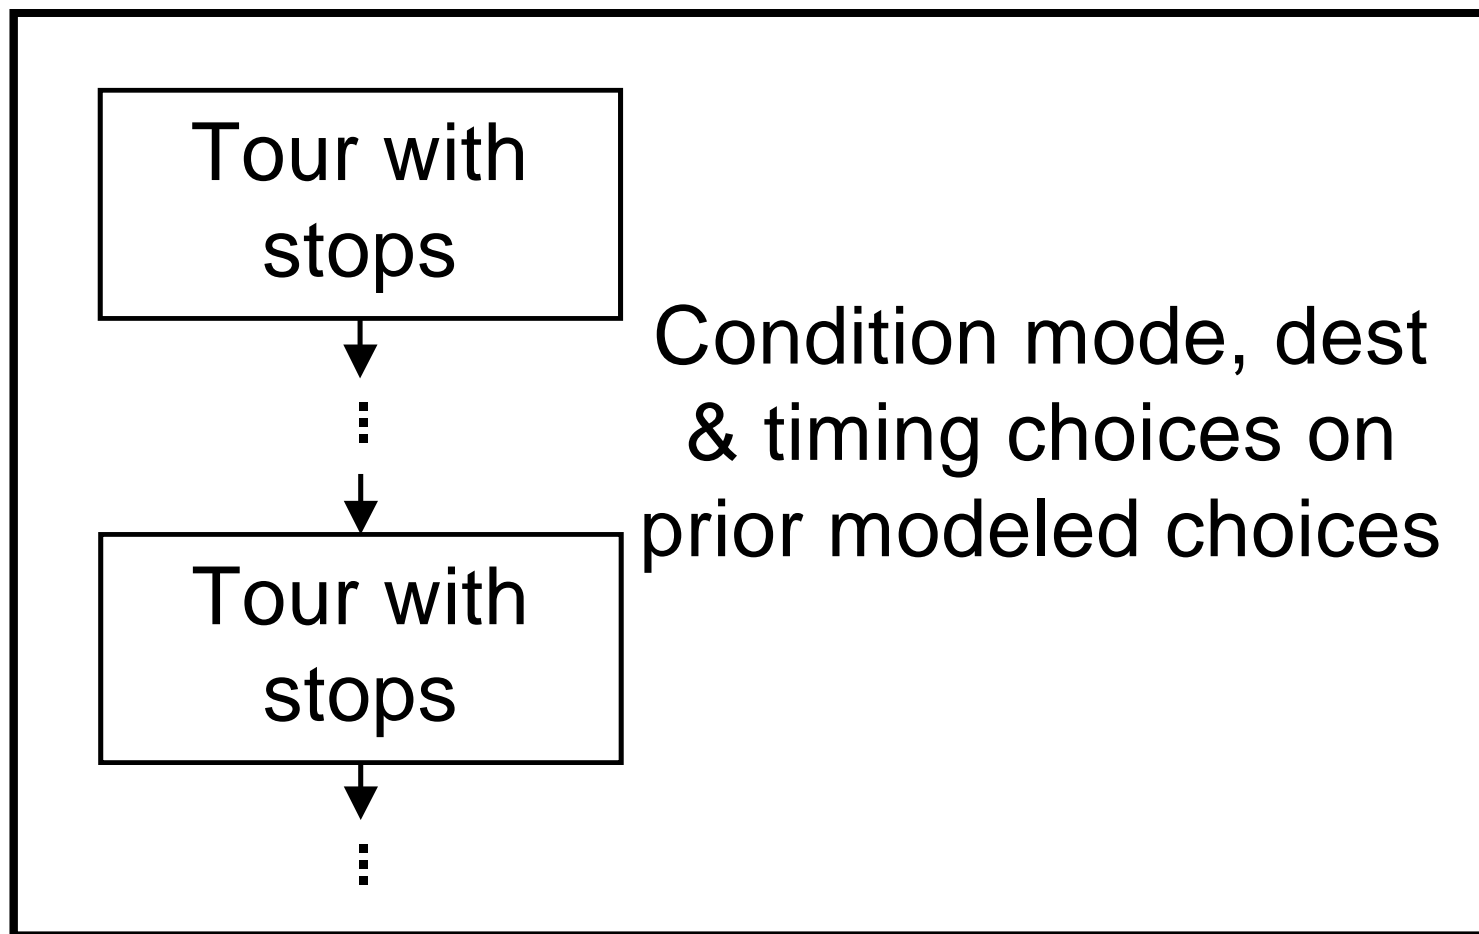 Tour with
stops
Condition mode, dest
& timing choices on
prior modeled choices
Tour with
stops